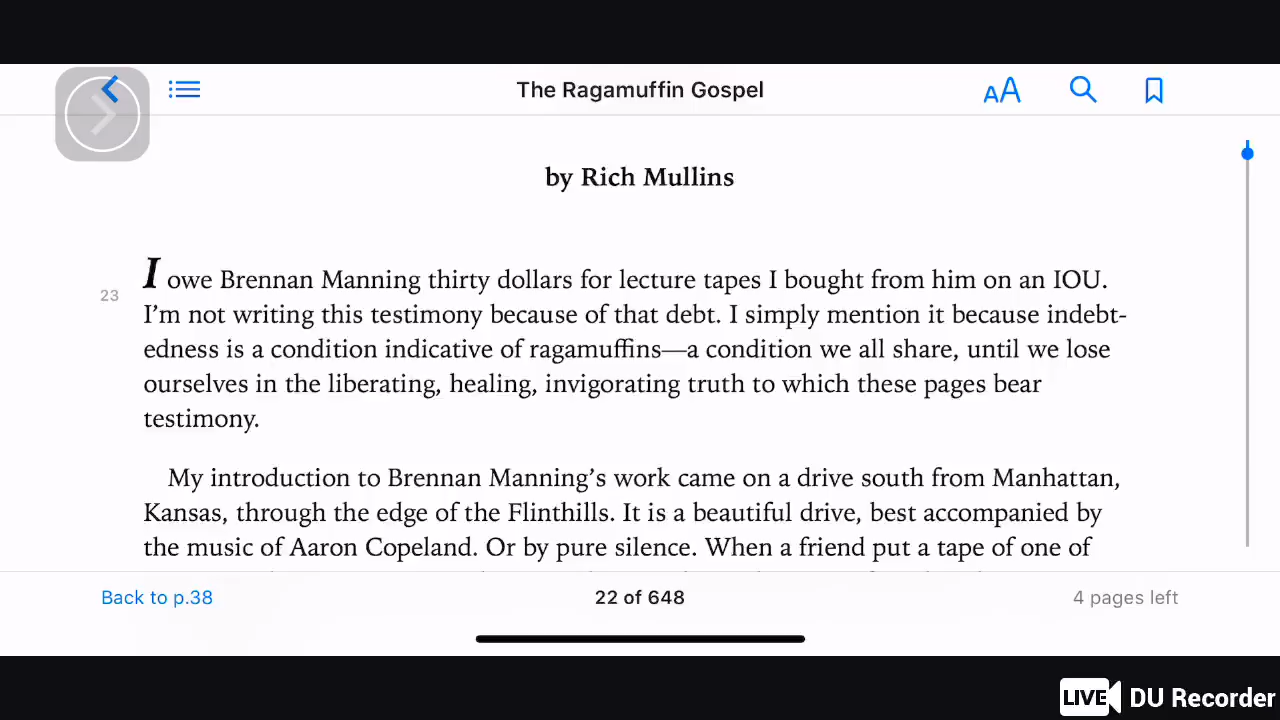 The Ragamuffin Gospel
AA
by Rich Mullins
I owe Brennan Manning thirty dollars for lecture tapes I bought from him on an IOU.
23
I’m not writing this testimony because of that debt. I simply mention it because indebt-
edness is a condition indicative of ragamuffins—a condition we all share, until we lose
ourselves in the liberating, healing, invigorating truth to which these pages bear
testimony.
My introduction to Brennan Manning’s work came on a drive south from Manhattan,
Kansas, through the edge of the Flinthills. It is a beautiful drive, best accompanied by
the music of Aaron Copeland. Or by pure silence. When a friend put a tape of one of
Back to p.38
22 of 648
4 pages left
LIVE DU Recorder